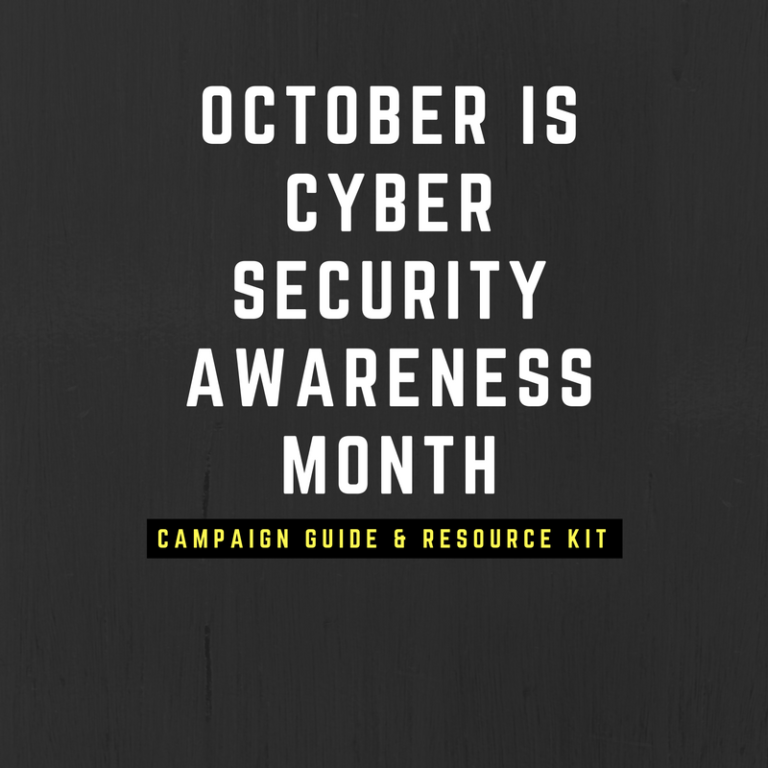 OCTOBER IS
CYBER
SECURITY
AWARENESS
MONTH
CAMPAIGN GUIDE & RESOURCE KIT